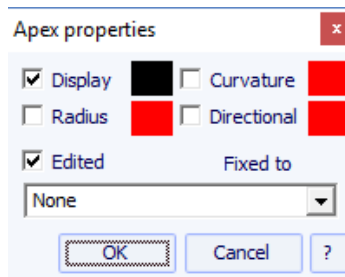 Apex properties x
Display Curvature
Radius Directional
Edited Fixed to
None
OK Cancel ?